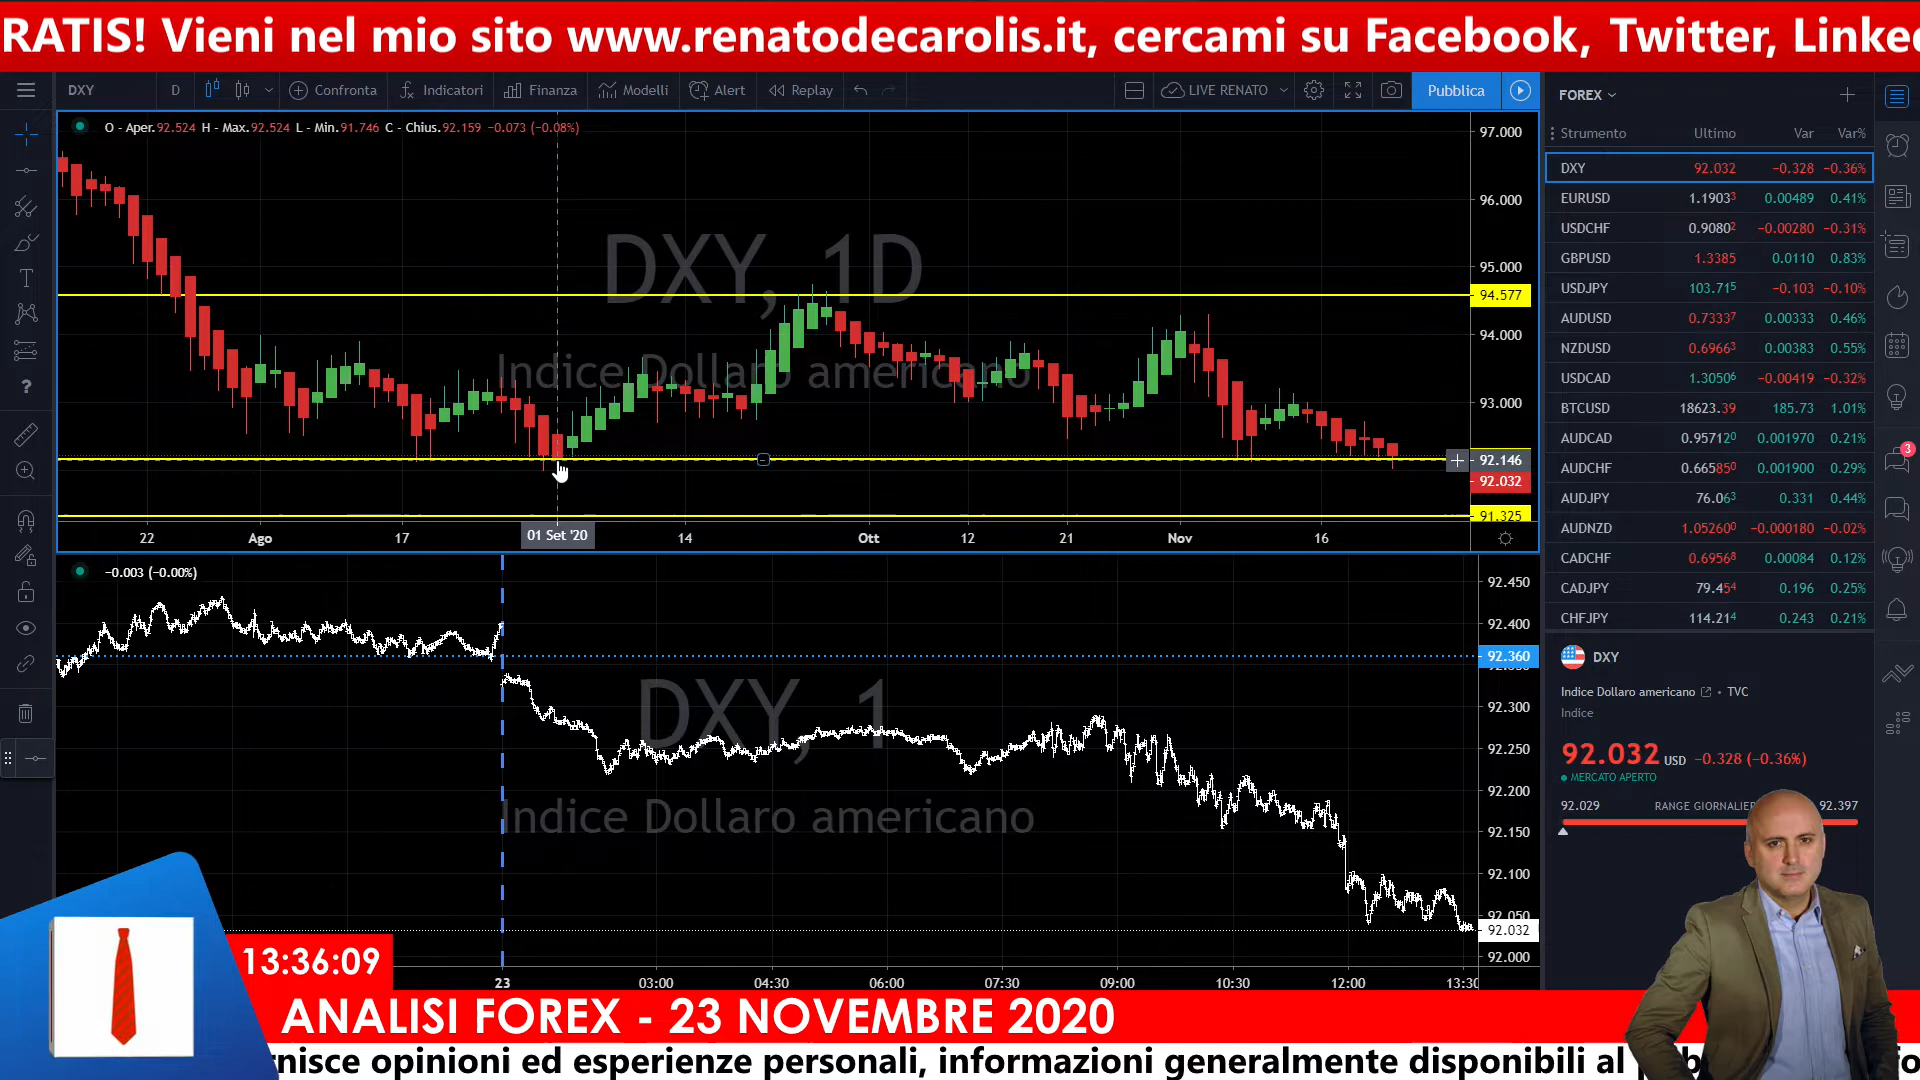 RATIS! Vieni nel mio sito www.renatodecarolis.it, cercami su Facebook, Twitter, Linke
DXY D Confronta Indicatori Finanza Modelli Alert Replay LIVE RENATO Pubblica
O - Aper.92.524 H - Max.92.524 L - Min.91.746 C - Chius.92.159 −0.073 (−0.08%)
DXY, 1D
Indice Dollaro americano
97.000
96.000
95.000
94.577
94.000
93.000
92.146
92.032
91.325
22 Ago 17 01 Set '20 14 Ott 12 21 Nov 16
−0.003 (−0.00%)
DXY, 1
Indice Dollaro americano
92.450
92.400
92.360
92.300
92.250
92.200
92.150
92.100
92.050
92.032
92.000
23 03:00 04:30 06:00 07:30 09:00 10:30 12:00 13:30
FOREX
Strumento Ultimo Var Var%
DXY 92.032 −0.328 −0.36%
EURUSD 1.19033 0.00489 0.41%
USDCHF 0.90802 −0.00280 −0.31%
GBPUSD 1.3385 0.0110 0.83%
USDJPY 103.715 −0.103 −0.10%
AUDUSD 0.73337 0.00333 0.46%
NZDUSD 0.69663 0.00383 0.55%
USDCAD 1.30506 −0.00419 −0.32%
BTCUSD 18623.39 185.73 1.01%
AUDCAD 0.957120 0.001970 0.21%
AUDCHF 0.665850 0.001900 0.29%
AUDJPY 76.063 0.331 0.44%
AUDNZD 1.052600 −0.000180 −0.02%
CADCHF 0.69568 0.00084 0.12%
CADJPY 79.454 0.196 0.25%
CHFJPY 114.214 0.243 0.21%
3
DXY
Indice Dollaro americano • TVC
Indice
92.032 USD −0.328 (−0.36%)
MERCATO APERTO
92.029 RANGE GIORNALIE 92.397
13:36:09
ANALISI FOREX - 23 NOVEMBRE 2020
rnisce opinioni ed esperienze personali, informazioni generalmente disponibili al